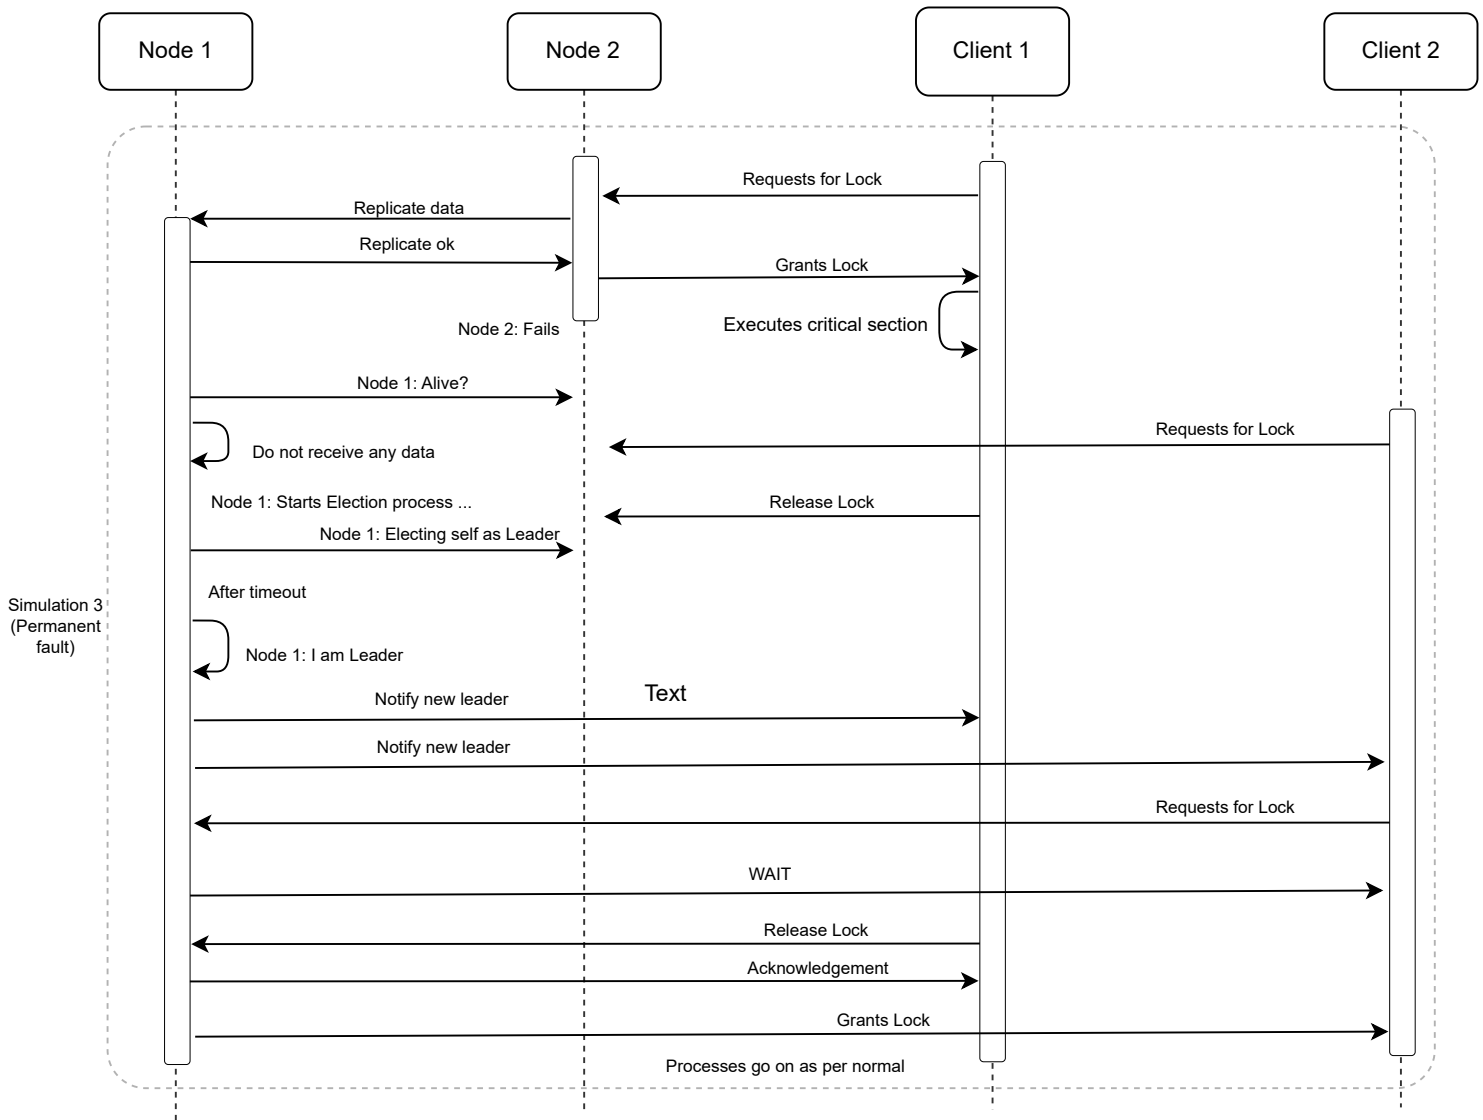 Node 1
Node 2
Client 1
Client 2
Requests for Lock
Replicate data
Replicate ok
Grants Lock
Executes critical section
Node 2: Fails
Node 1: Alive?
Requests for Lock
Do not receive any data
Node 1: Starts Election process ...
Release Lock
Node 1: Electing self as Leader
After timeout
Simulation 3
(Permanent
fault)
Node 1: I am Leader
Text
Notify new leader
Notify new leader
Requests for Lock
WAIT
Release Lock
Acknowledgement
Grants Lock
Processes go on as per normal